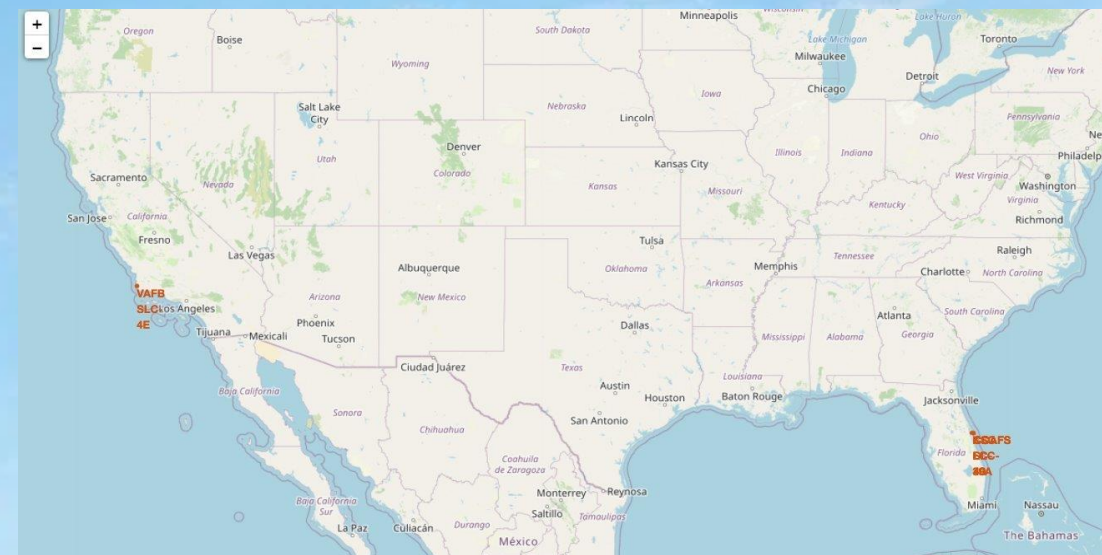 +
−
Oregon
Boise
Wyoming
South Dakota
Minneapolis
Wisconsin
Lake Huron
Lake Michigan
Milwaukee
Toronto
Detroit
Chicago
New York
Salt Lake
City
Nebraska
Iowa
Lincoln
Pennsylvania
Ohio
Illinois
Indiana
Utah
Denver
Colorado
Kansas City
Philadelp
Sacramento
Nevada
Kansas
Missouri
West Virginia
Washington
Virginia
Kentucky
Richmond
San Jose
California
Fresno
Las Vegas
Tulsa
Raleigh
Albuquerque
Oklahoma
Memphis
Tennessee
Charlotte
North Carolina
Arkansas
VAFB
SLC-
4E
Los Angeles
Arizona
New Mexico
Phoenix
Tucson
Tijuana
Mexicali
Dallas
Mississippi
Alabama
Atlanta
Georgia
South Carolina
Ciudad Juárez
Texas
Louisiana
Austin
Houston
Baton Rouge
Jacksonville
Baja California
Sonora
Chihuahua
San Antonio
Florida
Coahuila
de Zaragoza
Monterrey
Reynosa
Saltillo
Tamaulipas
Miami
Nassau
The Bahamas
Baja California
Sur
La Paz
Culiacán
Durango
México